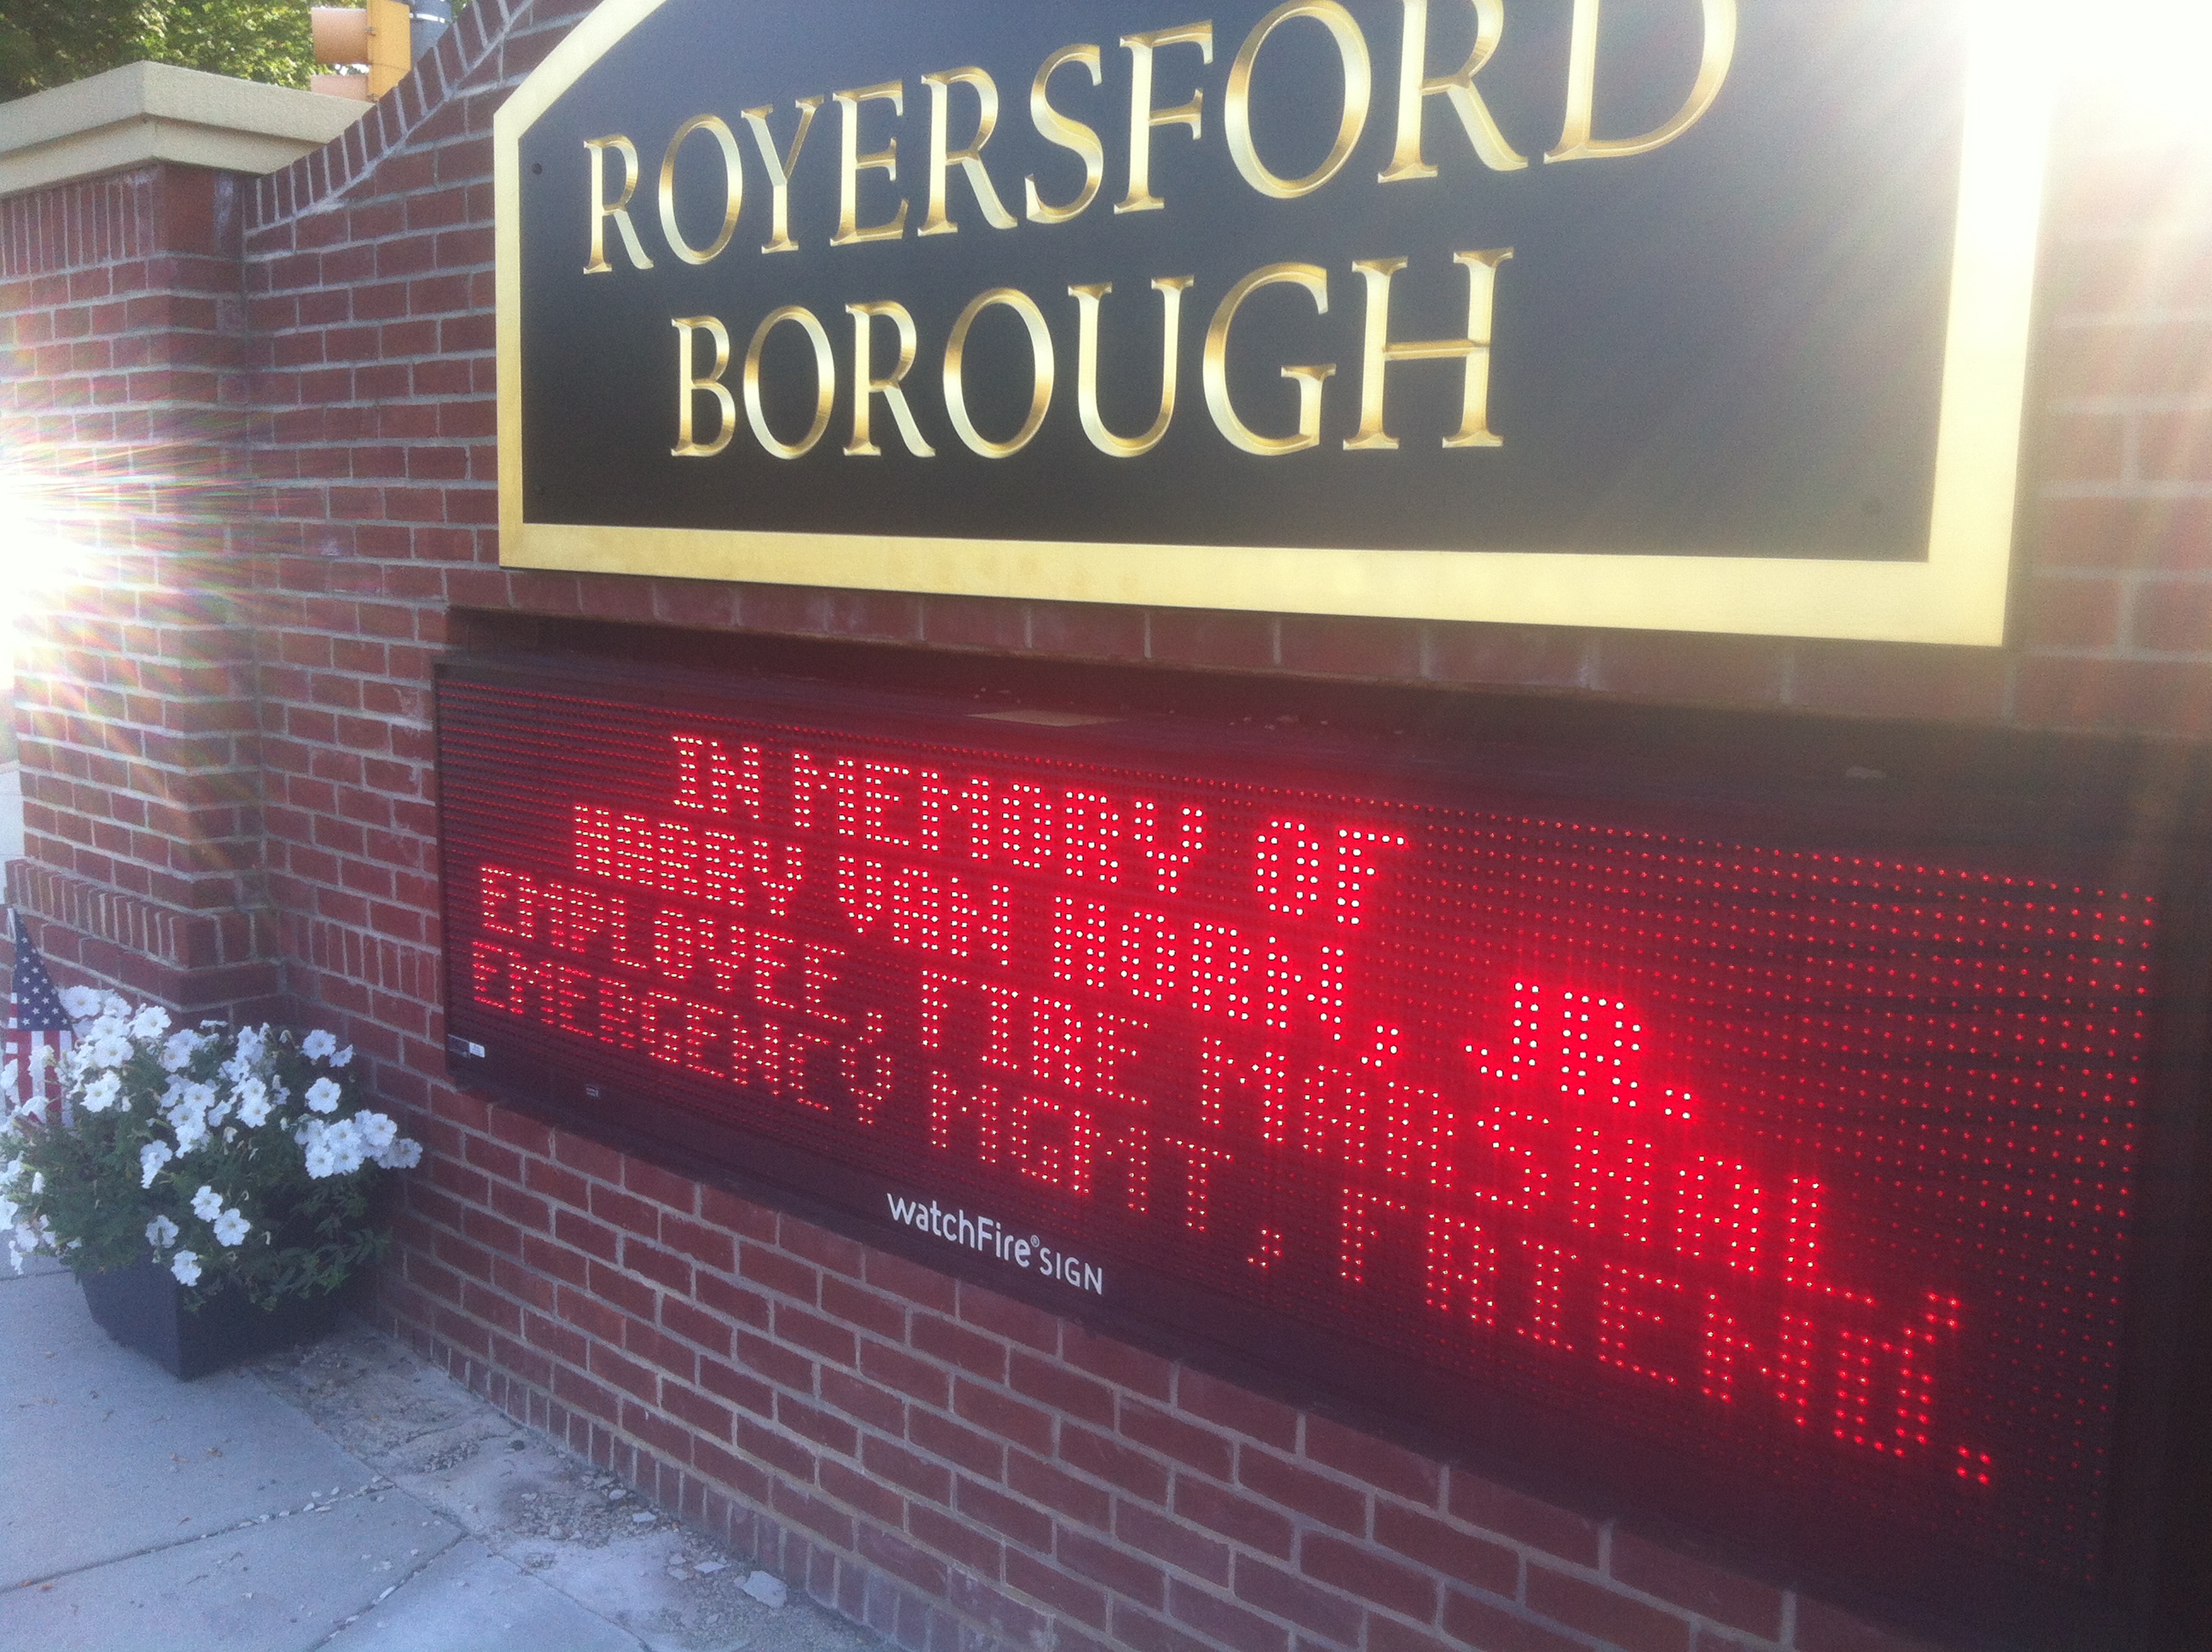 ROYERSFORD
BOROUGH
IN MEMORY OF
HARRY VAN HORN, JR.
EMPLOYEE, FIRE MARSHAL,
EMERGENCY MGMT, FRIEND.
watchFire® SIGN